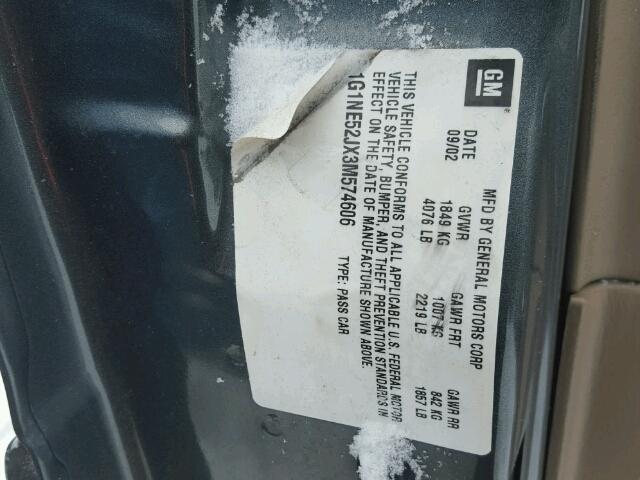 GM
MFD BY GENERAL MOTORS CORP
DATE GVWR GAWR FRT GAWR RR
09/02 1849 KG 1007 KG 842 KG
4076 LB 2219 LB 1857 LB
THIS VEHICLE CONFORMS TO ALL APPLICABLE U.S. FEDERAL MOTOR
VEHICLE SAFETY, BUMPER, AND THEFT PREVENTION STANDARDS IN
EFFECT ON THE DATE OF MANUFACTURE SHOWN ABOVE.
1G1NE52JX3M574606 TYPE: PASS CAR